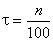 τ = n/100